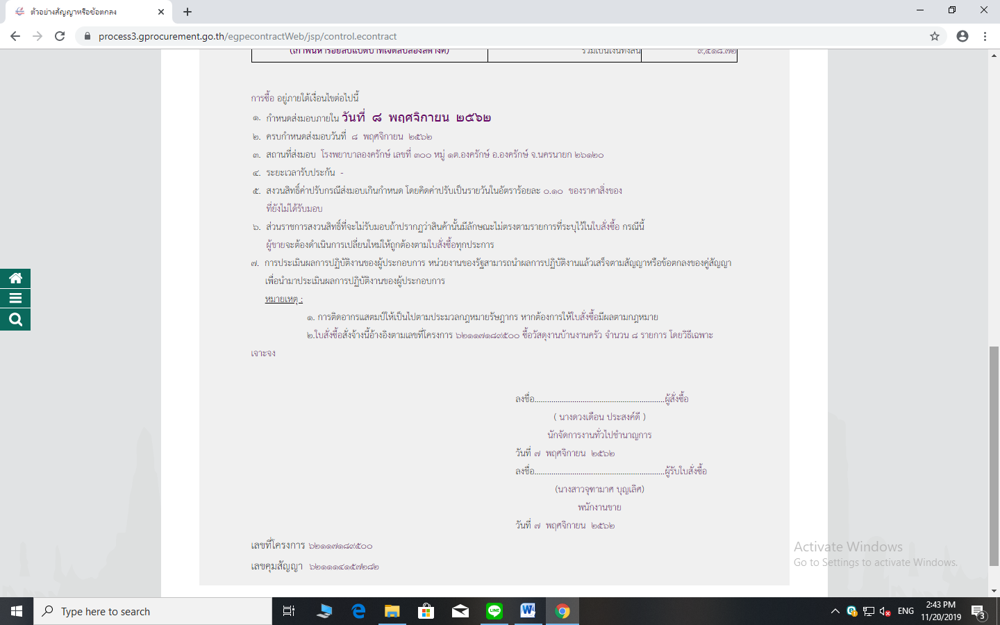 ตัวอย่างสัญญาหรือข้อตกลง
process3.gprocurement.go.th/egpecontractWeb/jsp/control.econtract
(เก้าพันห้าร้อยสิบแปดบาทเจ็ดสิบสองสตางค์) รวมเป็นเงินทั้งสิ้น ๙,๕๑๘.๗๒
การซื้อ อยู่ภายใต้เงื่อนไขต่อไปนี้
๑. กำหนดส่งมอบภายใน วันที่ ๘ พฤศจิกายน ๒๕๖๒
๒. ครบกำหนดส่งมอบวันที่ ๘ พฤศจิกายน ๒๕๖๒
๓. สถานที่ส่งมอบ โรงพยาบาลองครักษ์ เลขที่ ๓๐๐ หมู่ ๑ต.องครักษ์ อ.องครักษ์ จ.นครนายก ๒๖๑๒๐
๔. ระยะเวลารับประกัน -
๕. สงวนสิทธิ์ค่าปรับกรณีส่งมอบเกินกำหนด โดยคิดค่าปรับเป็นรายวันในอัตราร้อยละ ๐.๑๐ ของราคาสิ่งของ
ที่ยังไม่ได้รับมอบ
๖. ส่วนราชการสงวนสิทธิ์ที่จะไม่รับมอบถ้าปรากฏว่าสินค้านั้นมีลักษณะไม่ตรงตามรายการที่ระบุไว้ในใบสั่งซื้อ กรณีนี้
ผู้ขายจะต้องดำเนินการเปลี่ยนใหม่ให้ถูกต้องตามใบสั่งซื้อทุกประการ
๗. การประเมินผลการปฏิบัติงานของผู้ประกอบการ หน่วยงานของรัฐสามารถนำผลการปฏิบัติงานแล้วเสร็จตามสัญญาหรือข้อตกลงของคู่สัญญา
เพื่อนำมาประเมินผลการปฏิบัติงานของผู้ประกอบการ
หมายเหตุ :
๑. การติดอากรแสตมป์ให้เป็นไปตามประมวลกฎหมายรัษฎากร หากต้องการให้ใบสั่งซื้อมีผลตามกฎหมาย
๒.ใบสั่งซื้อสั่งจ้างนี้อ้างอิงตามเลขที่โครงการ ๖๒๑๑๗๑๘๙๕๐๐ ซื้อวัสดุงานบ้านงานครัว จำนวน ๘ รายการ โดยวิธีเฉพาะ
เจาะจง
ลงชื่อ..............................................................ผู้สั่งซื้อ
( นางดวงเดือน ประสงค์ดี )
นักจัดการงานทั่วไปชำนาญการ
วันที่ ๗ พฤศจิกายน ๒๕๖๒
ลงชื่อ..............................................................ผู้รับใบสั่งซื้อ
(นางสาวจุฑามาศ บุญเลิศ)
พนักงานขาย
วันที่ ๗ พฤศจิกายน ๒๕๖๒
เลขที่โครงการ ๖๒๑๑๗๑๘๙๕๐๐
เลขคุมสัญญา ๖๒๑๑๑๔๑๕๗๒๘๒
Activate Windows
Go to Settings to activate Windows.
Type here to search
LINE
ENG
2:43 PM
11/20/2019
3